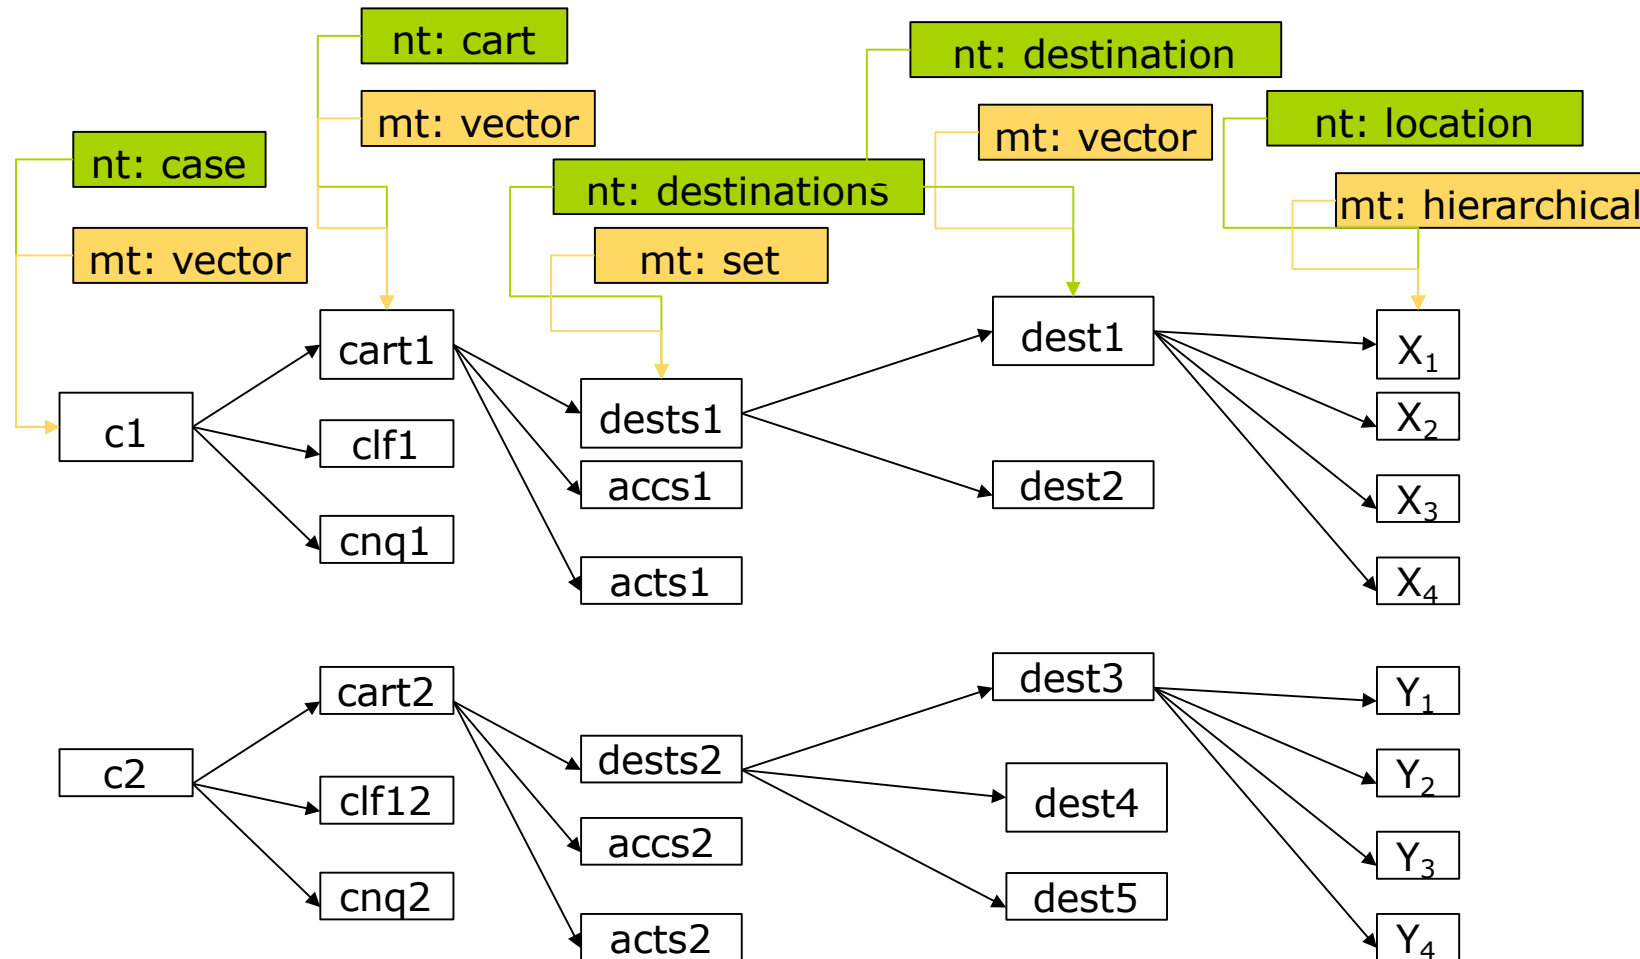 nt: cart
nt: destination
mt: vector
mt: vector
nt: location
nt: case
nt: destinations
mt: hierarchical
mt: vector
mt: set
cart1
dest1
X₁
c1
dests1
X₂
clf1
accs1
dest2
X₃
cnq1
acts1
X₄
cart2
dest3
Y₁
c2
dests2
Y₂
clf12
dest4
accs2
Y₃
cnq2
dest5
acts2
Y₄